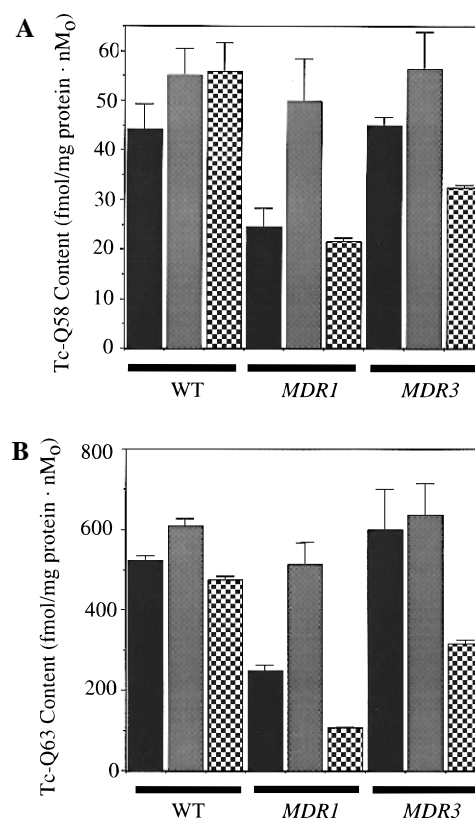 A
Tc-Q58 Content (fmol/mg protein · nMo)
60
50
40
30
20
10
0
WT MDR1 MDR3
B
Tc-Q63 Content (fmol/mg protein · nMo)
800
600
400
200
0
WT MDR1 MDR3